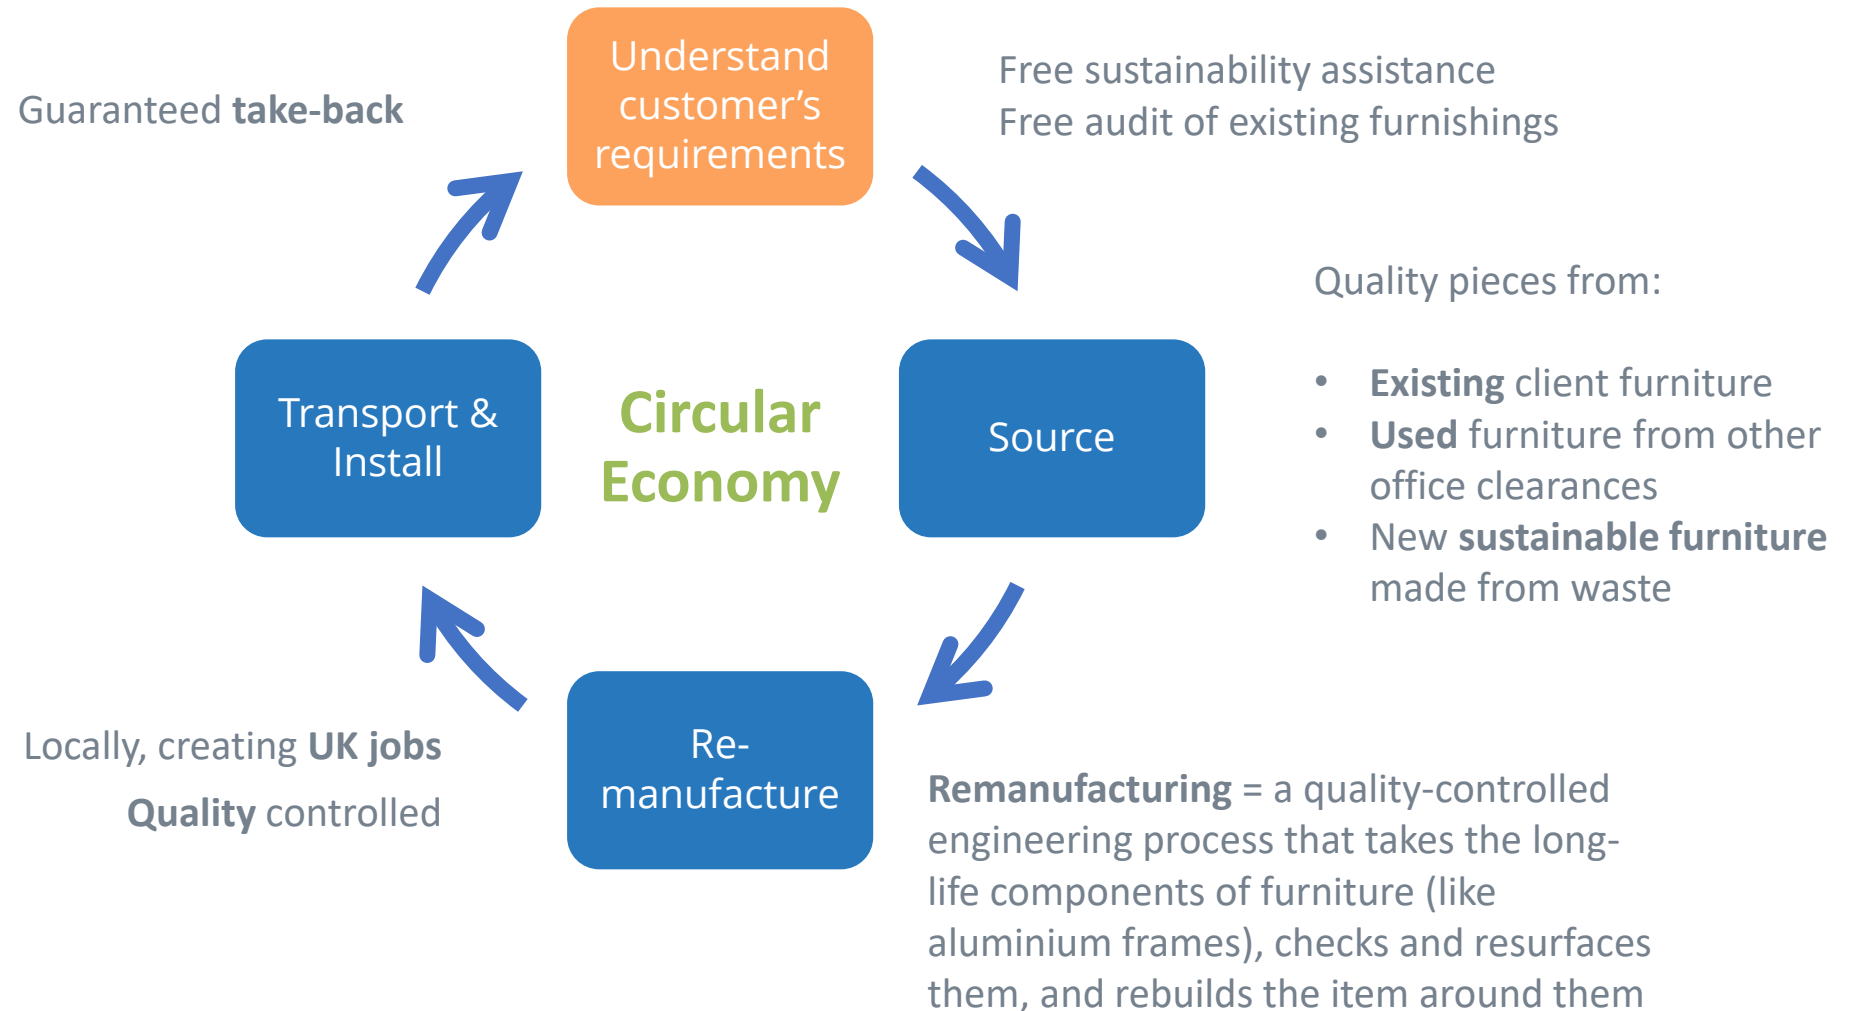 Understand
customer’s
requirements
Free sustainability assistance
Free audit of existing furnishings
Guaranteed take-back
Quality pieces from:
• Existing client furniture
• Used furniture from other
office clearances
• New sustainable furniture
made from waste
Source
Circular
Economy
Transport &
Install
Re-
manufacture
Remanufacturing = a quality-controlled
engineering process that takes the long-
life components of furniture (like
aluminium frames), checks and resurfaces
them, and rebuilds the item around them
Locally, creating UK jobs
Quality controlled